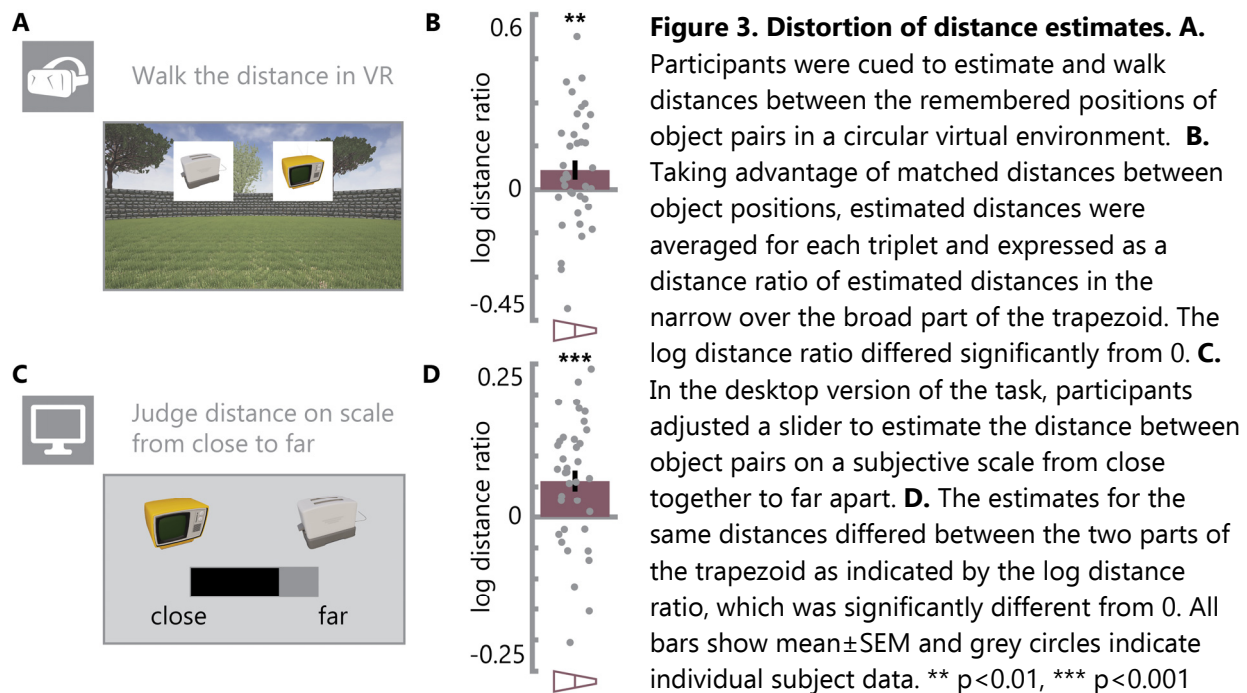 A
Walk the distance in VR
B
0.6
**
log distance ratio
0
-0.45
C
Judge distance on scale
from close to far
close
far
D
0.25
***
log distance ratio
0
-0.25
Figure 3. Distortion of distance estimates. A.
Participants were cued to estimate and walk
distances between the remembered positions of
object pairs in a circular virtual environment. B.
Taking advantage of matched distances between
object positions, estimated distances were
averaged for each triplet and expressed as a
distance ratio of estimated distances in the
narrow over the broad part of the trapezoid. The
log distance ratio differed significantly from 0. C.
In the desktop version of the task, participants
adjusted a slider to estimate the distance between
object pairs on a subjective scale from close
together to far apart. D. The estimates for the
same distances differed between the two parts of
the trapezoid as indicated by the log distance
ratio, which was significantly different from 0. All
bars show mean±SEM and grey circles indicate
individual subject data. ** p<0.01, *** p<0.001